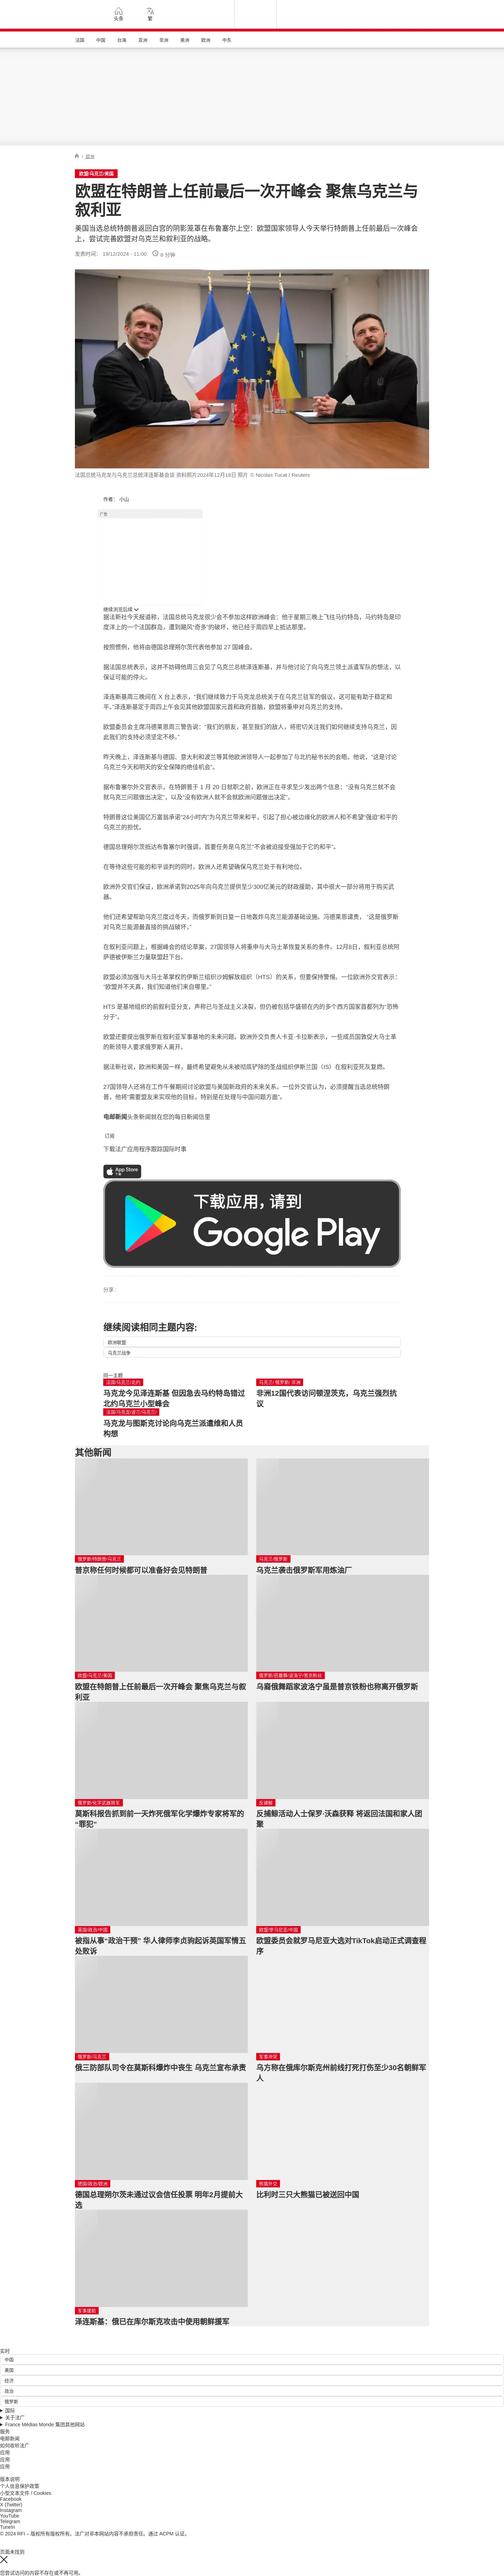 头条
繁
法国
中国
台海
亚洲
非洲
美洲
欧洲
中东
/ 欧洲
欧盟/乌克兰/美国
欧盟在特朗普上任前最后一次开峰会 聚焦乌克兰与
叙利亚
美国当选总统特朗普返回白宫的阴影笼罩在布鲁塞尔上空：欧盟国家领导人今天举行特朗普上任前最后一次峰会
上，尝试完善欧盟对乌克兰和叙利亚的战略。
发表时间： 19/12/2024 - 11:00
8 分钟
法国总统马克龙与乌克兰总统泽连斯基会谈 资料照片2024年12月18日 照片 © Nicolas Tucat / Reuters
作者： 小山
广告
继续浏览后续
据法新社今天报道称，法国总统马克龙很少会不参加这样欧洲峰会：他于星期三晚上飞往马约特岛，马约特岛是印
度洋上的一个法国群岛，遭到飓风“奇多”的破坏，他已经于周四早上抵达那里。
按照惯例，他将由德国总理朔尔茨代表他参加 27 国峰会。
据法国总统表示，这并不妨碍他周三会见了乌克兰总统泽连斯基，并与他讨论了向乌克兰领土派遣军队的想法，以
保证可能的停火。
泽连斯基周三晚间在 X 台上表示，“我们继续致力于马克龙总统关于在乌克兰驻军的倡议，这可能有助于稳定和
平。”泽连斯基定于周四上午会见其他欧盟国家元首和政府首脑，欧盟将重申对乌克兰的支持。
欧盟委员会主席冯德莱恩周三警告说：“我们的朋友，甚至我们的敌人，将密切关注我们如何继续支持乌克兰，因
此我们的支持必须坚定不移。”
昨天晚上，泽连斯基与德国、意大利和波兰等其他欧洲领导人一起参加了与北约秘书长的会晤。他说，“这是讨论
乌克兰今天和明天的安全保障的绝佳机会”。
据布鲁塞尔外交官表示，在特朗普于 1 月 20 日就职之前，欧洲正在寻求至少发出两个信息：“没有乌克兰就不会
就乌克兰问题做出决定”，以及“没有欧洲人就不会就欧洲问题做出决定”。
特朗普这位美国亿万富翁承诺“24小时内”为乌克兰带来和平，引起了担心被边缘化的欧洲人和不希望“强迫”和平的
乌克兰的担忧。
德国总理朔尔茨抵达布鲁塞尔时强调，首要任务是乌克兰“不会被迫接受强加于它的和平”。
在等待这些可能的和平谈判的同时，欧洲人还希望确保乌克兰处于有利地位。
欧洲外交官们保证，欧洲承诺到2025年向乌克兰提供至少300亿美元的财政援助，其中很大一部分将用于购买武
器。
他们还希望帮助乌克兰度过冬天，而俄罗斯则日复一日地轰炸乌克兰能源基础设施。冯德莱恩谴责， “这是俄罗斯
对乌克兰能源最直接的挑战破坏。”
在叙利亚问题上，根据峰会的结论草案，27国领导人将重申与大马士革恢复关系的条件。12月8日，叙利亚总统阿
萨德被伊斯兰力量联盟赶下台。
欧盟必须加强与大马士革掌权的伊斯兰组织沙姆解放组织（HTS）的关系，但要保持警惕。一位欧洲外交官表示：
“欧盟并不天真，我们知道他们来自哪里。”
HTS 是基地组织的前叙利亚分支，声称已与圣战主义决裂，但仍被包括华盛顿在内的多个西方国家首都列为“恐怖
分子”。
欧盟还要提出俄罗斯在叙利亚军事基地的未来问题。欧洲外交负责人卡亚·卡拉斯表示，一些成员国敦促大马士革
的新领导人要求俄罗斯人离开。
据法新社说，欧洲和美国一样，最终希望避免从未被彻底铲除的圣战组织伊斯兰国（IS）在叙利亚死灰复燃。
27国领导人还将在工作午餐期间讨论欧盟与美国新政府的未来关系。一位外交官认为，必须提醒当选总统特朗
普，他将“需要盟友来实现他的目标，特别是在处理与中国问题方面”。
电邮新闻头条新闻就在您的每日新闻信里
订阅
下载法广应用程序跟踪国际时事
App Store
下载应用，请到
Google Play
分享 :
继续阅读相同主题内容:
欧洲联盟
乌克兰战争
同一主题
法国/乌克兰/北约
马克龙今见泽连斯基 但因急去马约特岛错过
北约乌克兰小型峰会
乌克兰/ 俄罗斯/ 非洲
非洲12国代表访问顿涅茨克，乌克兰强烈抗
议
法国/马克龙/波兰/乌克兰/
马克龙与图斯克讨论向乌克兰派遣维和人员
构想
其他新闻
俄罗斯/特朗普/乌克兰
普京称任何时候都可以准备好会见特朗普
乌克兰/俄罗斯
乌克兰袭击俄罗斯军用炼油厂
欧盟/乌克兰/美国
欧盟在特朗普上任前最后一次开峰会 聚焦乌克兰与叙
利亚
俄罗斯/芭蕾舞/波洛宁/普京粉丝
乌裔俄舞蹈家波洛宁虽是普京铁粉也称离开俄罗斯
俄罗斯/化学武器将军
莫斯科报告抓到前一天炸死俄军化学爆炸专家将军的
“罪犯”
反捕鲸
反捕鲸活动人士保罗·沃森获释 将返回法国和家人团
聚
英国/政治/中国
被指从事“政治干预” 华人律师李贞驹起诉英国军情五
处败诉
欧盟/罗马尼亚/中国
欧盟委员会就罗马尼亚大选对TikTok启动正式调查程
序
俄罗斯/乌克兰
俄三防部队司令在莫斯科爆炸中丧生 乌克兰宣布承责
军事冲突
乌方称在俄库尔斯克州前线打死打伤至少30名朝鲜军
人
德国/政治/欧洲
德国总理朔尔茨未通过议会信任投票 明年2月提前大
选
熊猫外交
比利时三只大熊猫已被送回中国
军事援助
泽连斯基：俄已在库尔斯克攻击中使用朝鲜援军
实时
中国
美国
经济
政治
俄罗斯
国际
关于法广
France Médias Monde 集团其他网站
服务
电邮新闻
如何收听法广
应用
应用
应用
版本说明
个人信息保护政策
小型文本文件 / Cookies
Facebook
X (Twitter)
Instagram
YouTube
Telegram
TuneIn
© 2024 RFI – 版权所有版权所有。法广对非本网站内容不承担责任。通过 ACPM 认证。
页面未找到
您尝试访问的内容不存在或不再可用。